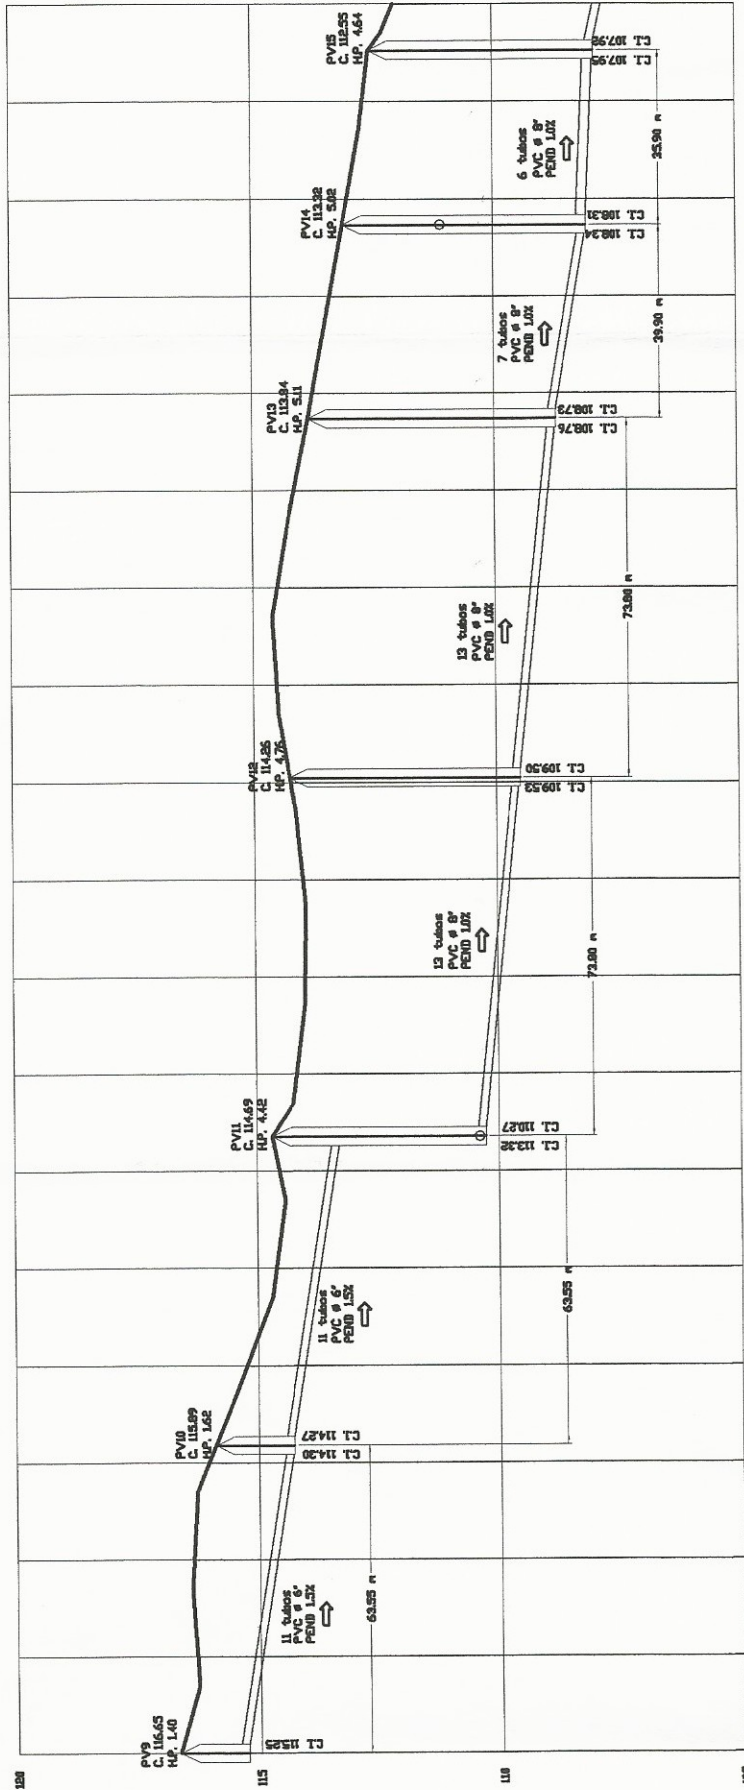 120
115
110
PV9
C. 116.65
H.P. 1.40
C.I. 115.25
11 tubos
PVC ø 6"
PEND 1.5%
63.55 m
PV10
C. 115.89
H.P. 1.62
C.I. 114.30
C.I. 114.27
11 tubos
PVC ø 6"
PEND 1.5%
63.55 m
PV11
C. 114.69
H.P. 4.42
C.I. 113.32
C.I. 110.27
13 tubos
PVC ø 8"
PEND 1.0%
73.80 m
PV12
C. 114.26
H.P. 4.76
C.I. 109.53
C.I. 109.50
13 tubos
PVC ø 8"
PEND 1.0%
73.80 m
PV13
C. 113.84
H.P. 5.11
C.I. 108.76
C.I. 108.73
7 tubos
PVC ø 8"
PEND 1.0%
39.90 m
PV14
C. 113.32
H.P. 5.02
C.I. 108.34
C.I. 108.31
6 tubos
PVC ø 8"
PEND 1.0%
35.90 m
PV15
C. 112.55
H.P. 4.64
C.I. 107.95
C.I. 107.92